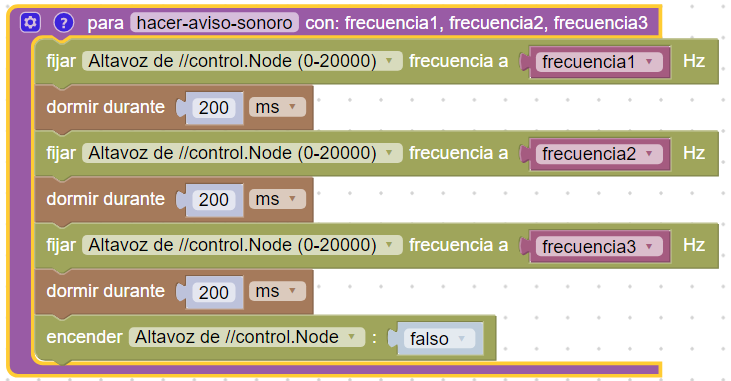 ? para hacer-aviso-sonoro con: frecuencia1, frecuencia2, frecuencia3
fijar Altavoz de //control.Node (0-20000) frecuencia a frecuencia1 Hz
dormir durante 200 ms
fijar Altavoz de //control.Node (0-20000) frecuencia a frecuencia2 Hz
dormir durante 200 ms
fijar Altavoz de //control.Node (0-20000) frecuencia a frecuencia3 Hz
dormir durante 200 ms
encender Altavoz de //control.Node : falso